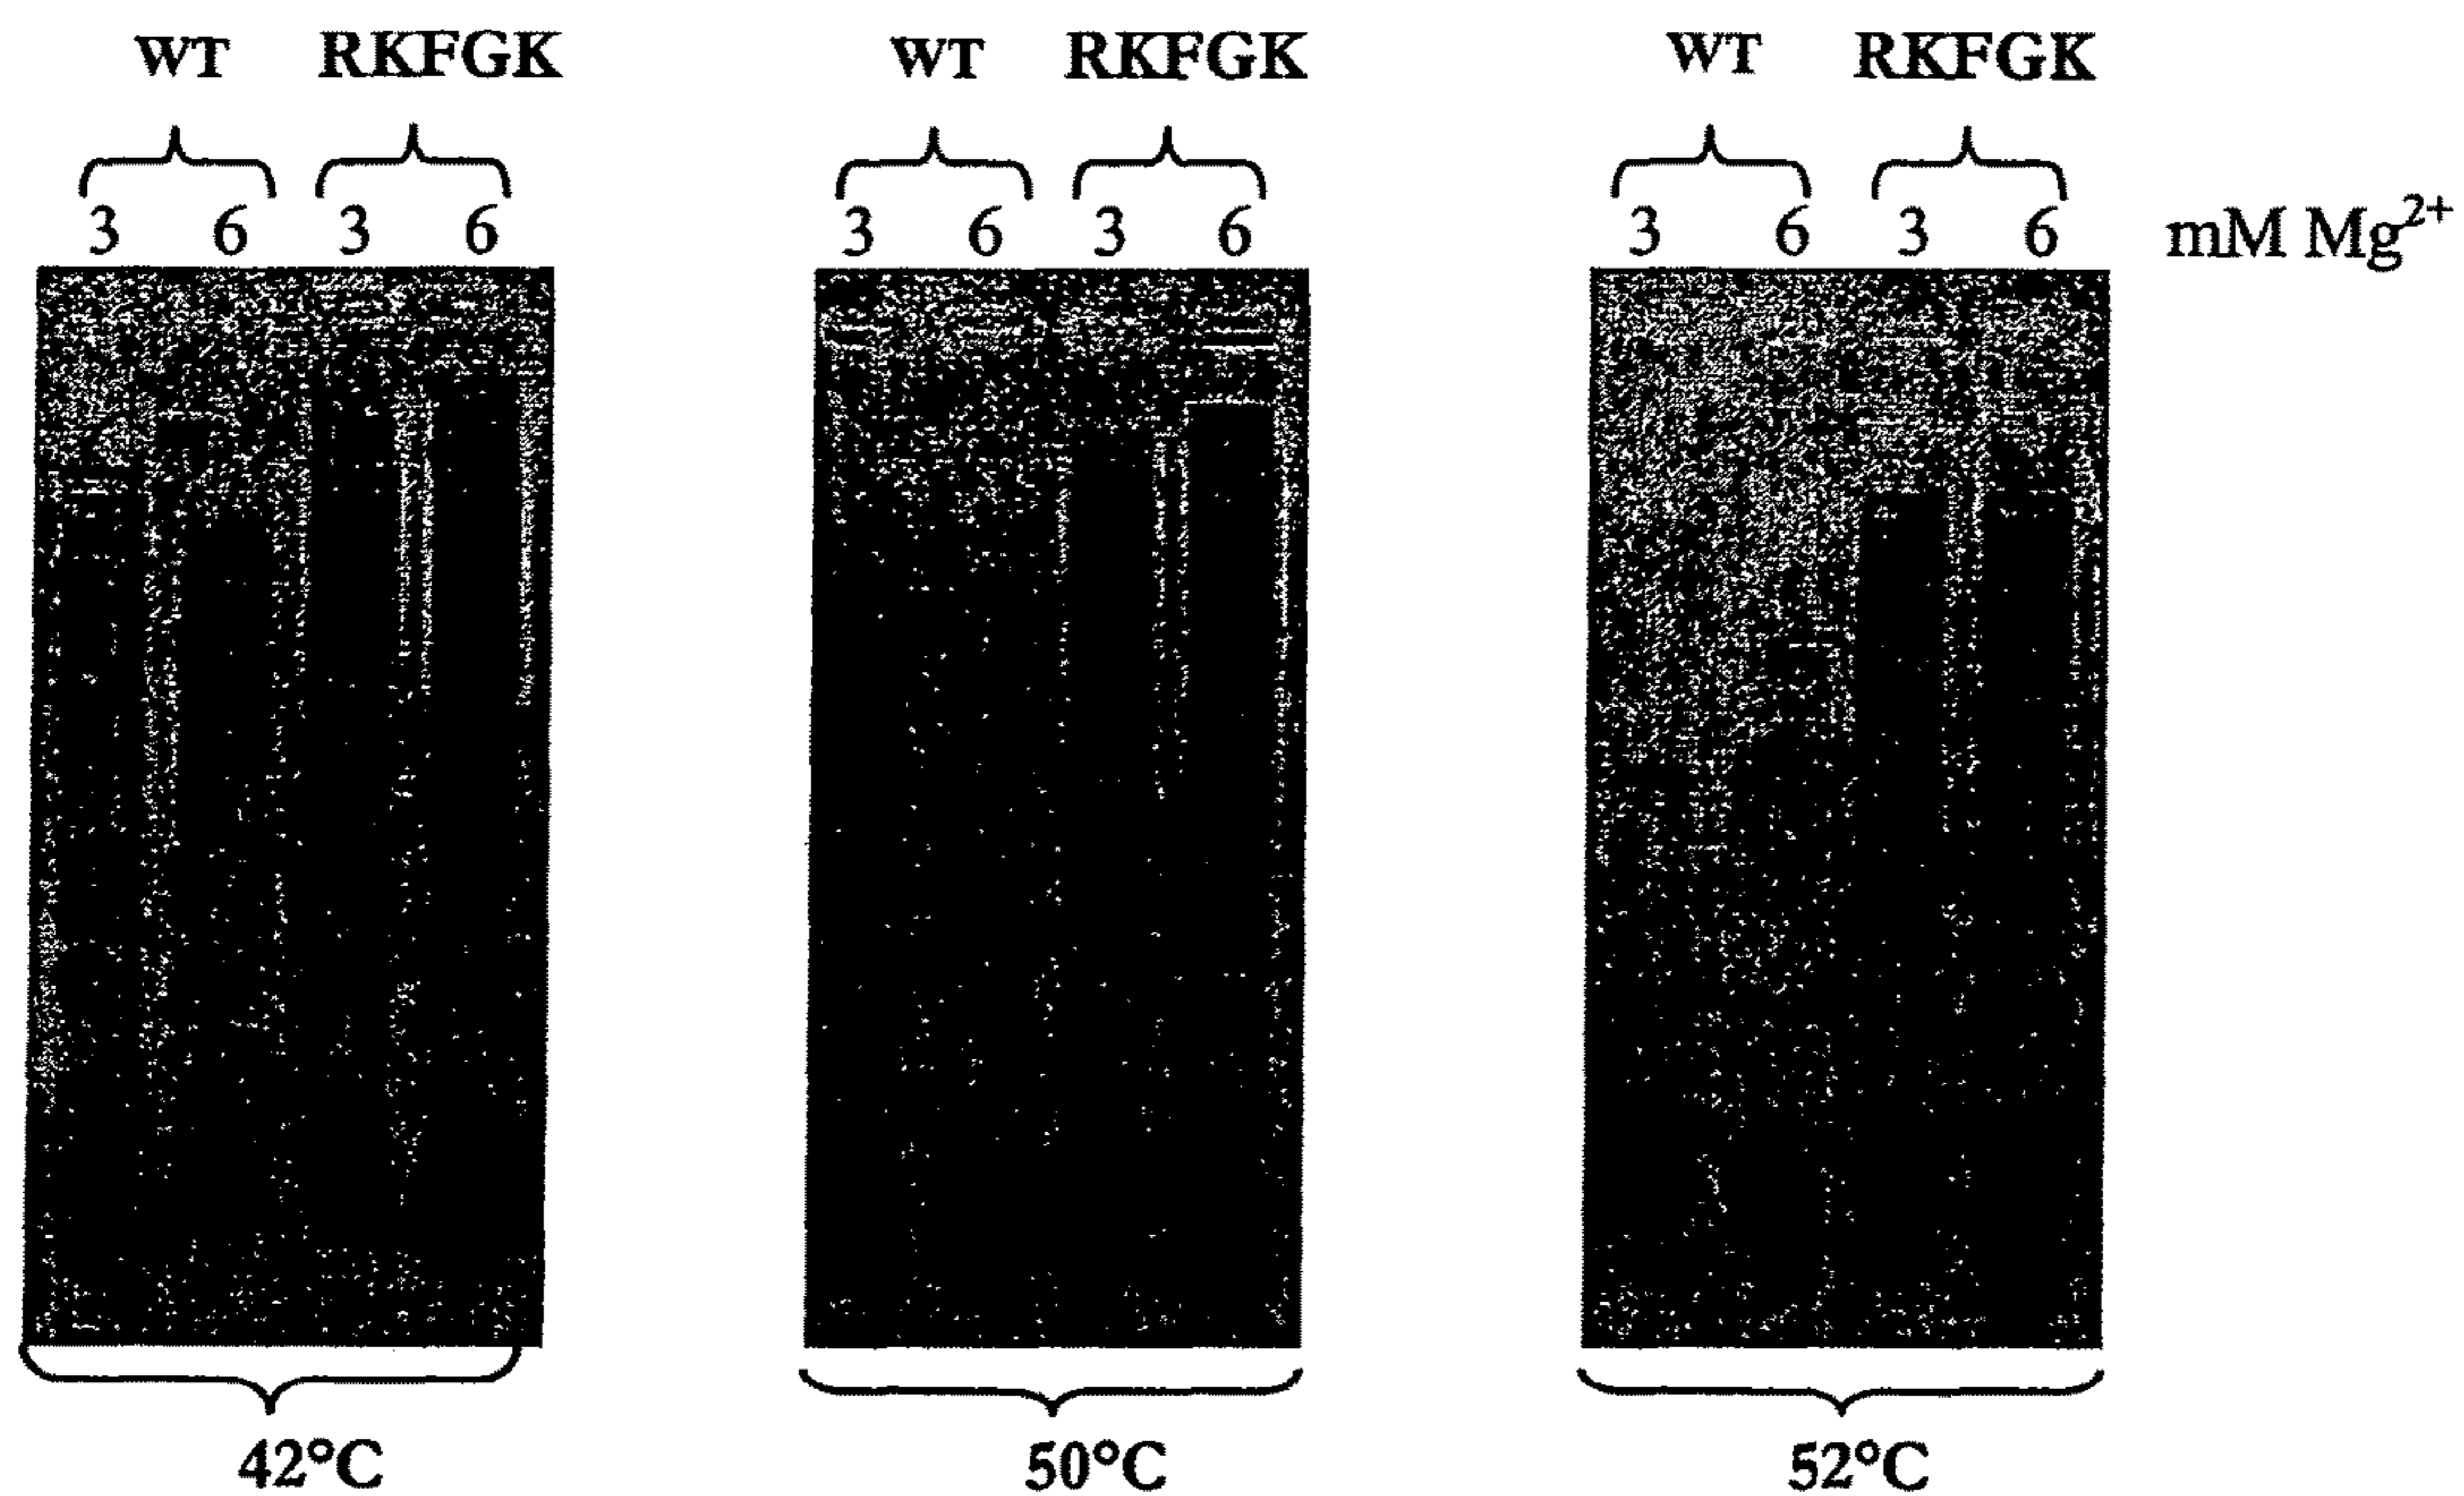 WT RKFGK WT RKFGK WT RKFGK
3 6 3 6 3 6 3 6 3 6 3 6 mM Mg²⁺
42°C 50°C 52°C